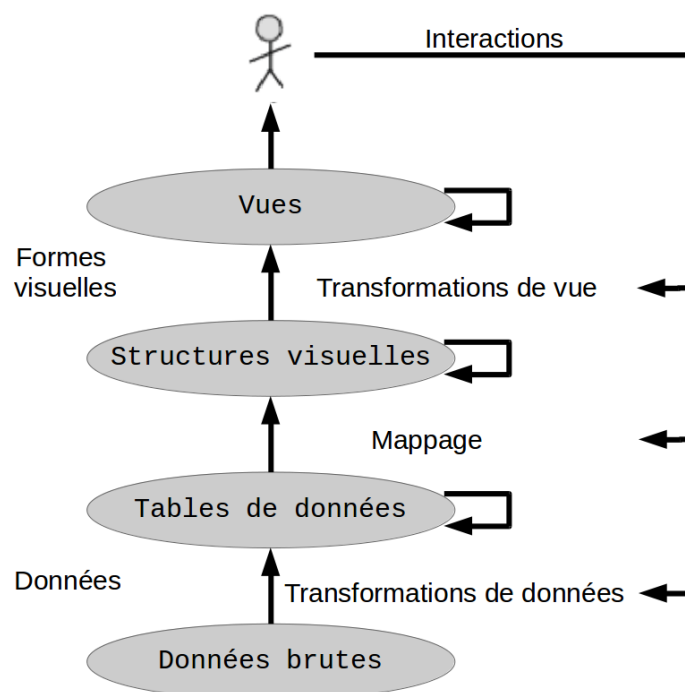 Interactions
Vues
Formes
visuelles
Transformations de vue
Structures visuelles
Mappage
Tables de données
Données
Transformations de données
Données brutes